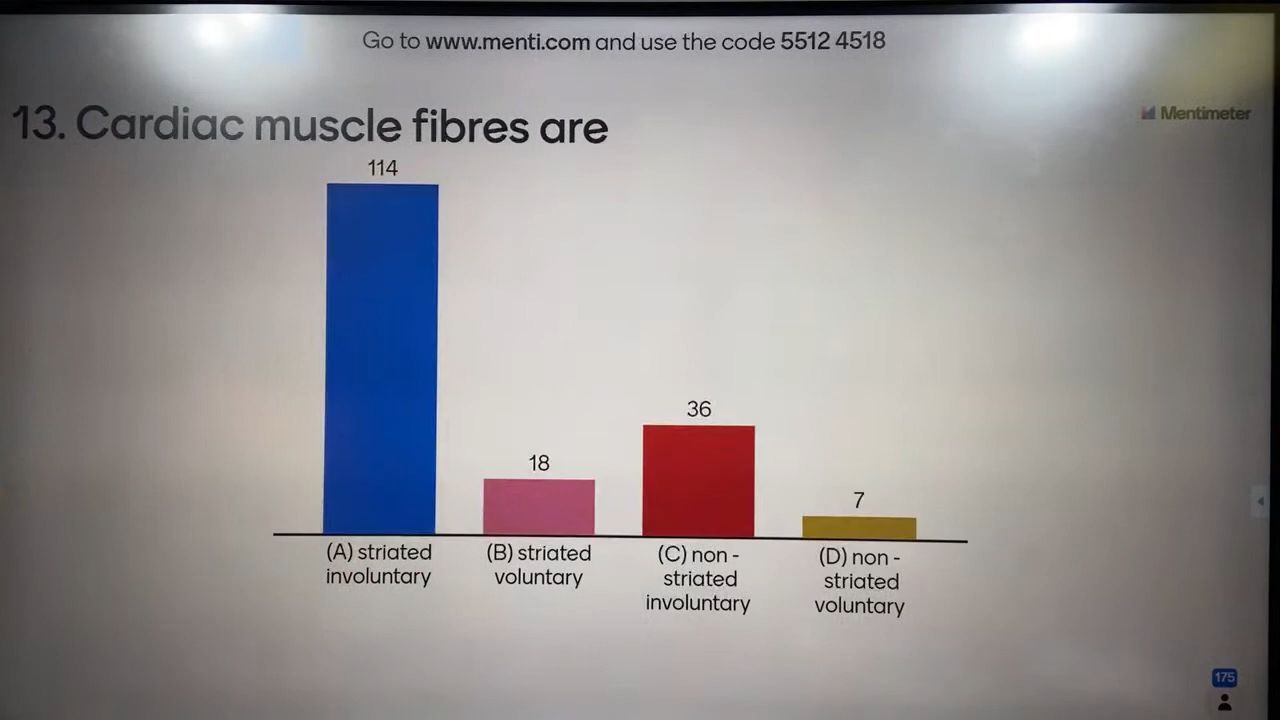 Go to www.menti.com and use the code 5512 4518
13. Cardiac muscle fibres are
Mentimeter
114
18
36
7
(A) striated
involuntary
(B) striated
voluntary
(C) non -
striated
involuntary
(D) non -
striated
voluntary
175